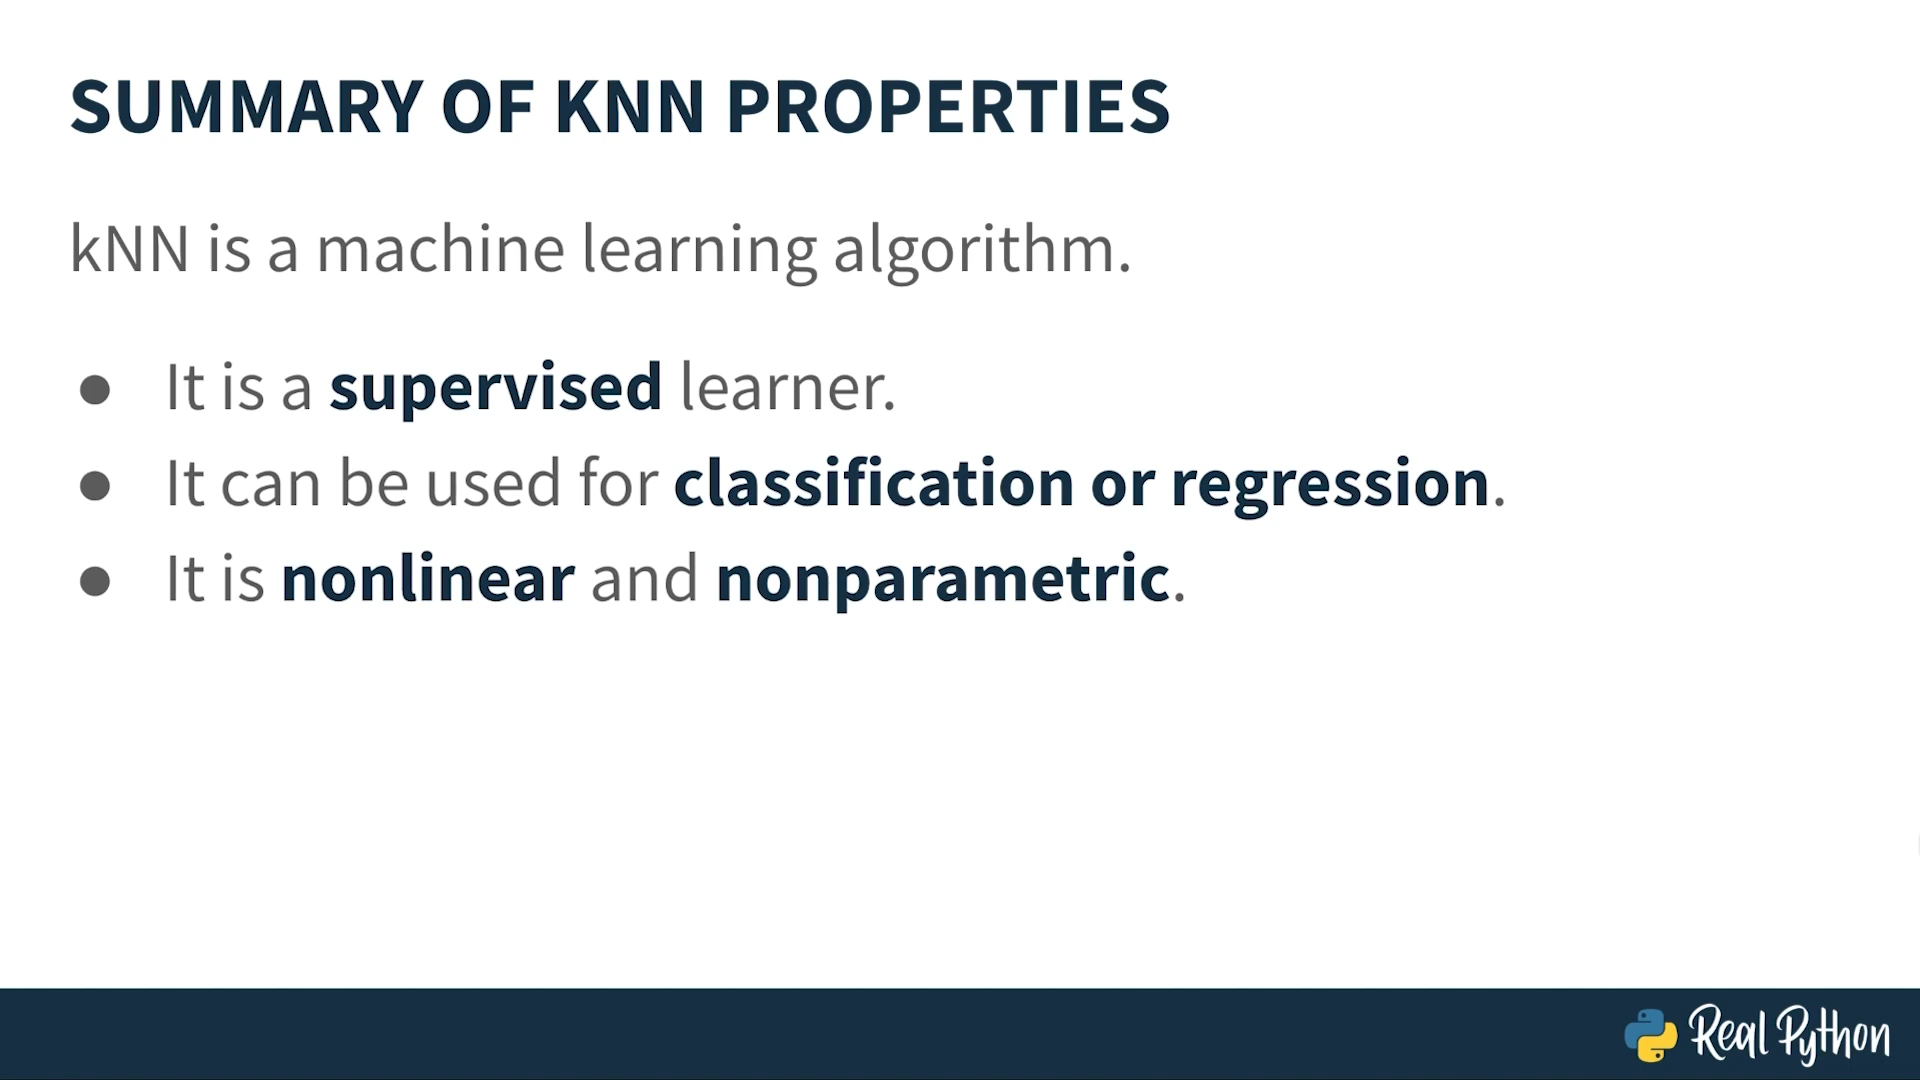 SUMMARY OF KNN PROPERTIES
kNN is a machine learning algorithm.
● It is a supervised learner.
● It can be used for classification or regression.
● It is nonlinear and nonparametric.
Real Python